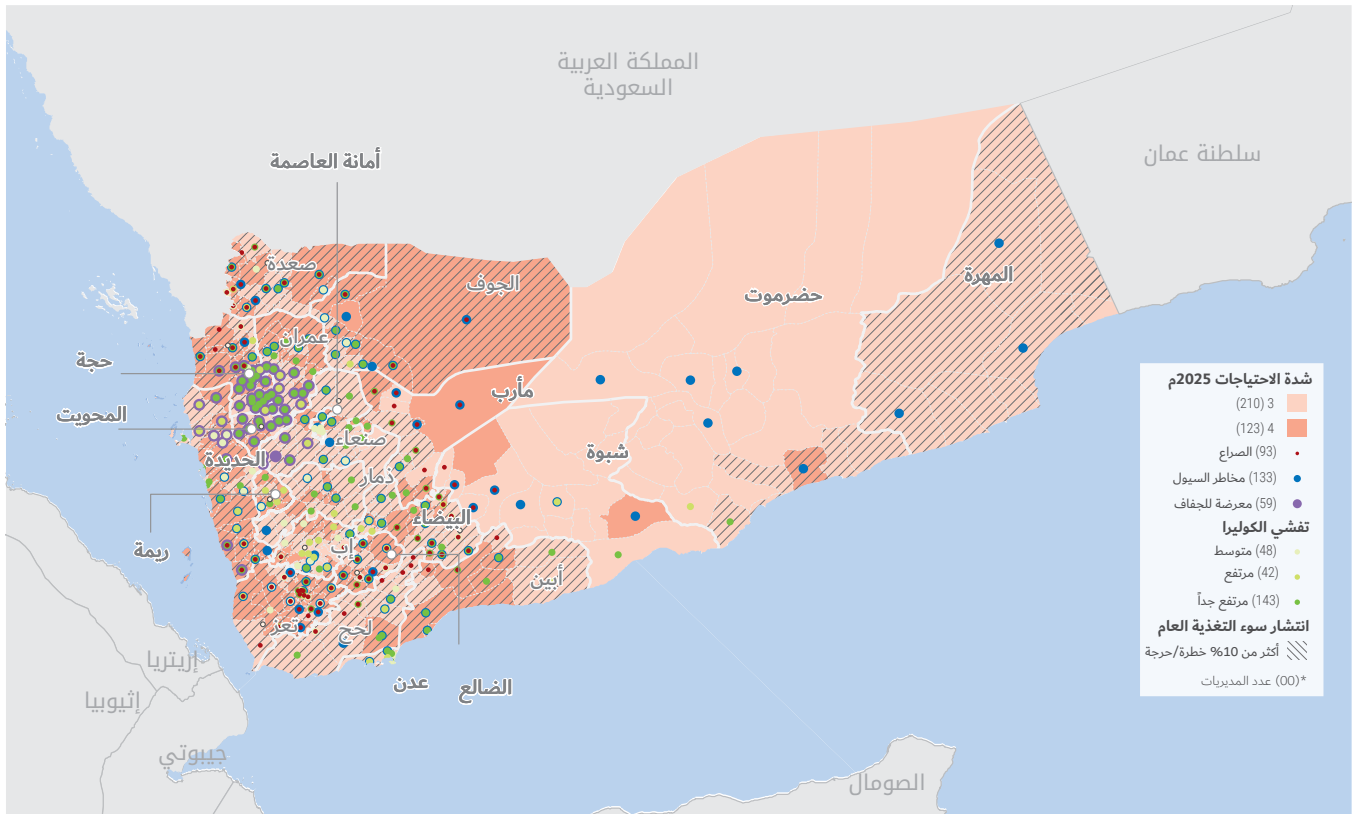 المملكة العربية
السعودية
سلطنة عمان
أمانة العاصمة
صعدة
الجوف
المهرة
حضرموت
عمران
حجة
مأرب
المحويت
صنعاء
شبوة
الحديدة
ذمار
البيضاء
ريمة
إب
أبين
تعز
لحج
عدن
الضالع
إريتريا
إثيوبيا
جيبوتي
الصومال
شدة الاحتياجات 2025م
3 (210)
4 (123)
الصراع (93)
مخاطر السيول (133)
معرضة للجفاف (59)
تفشي الكوليرا
متوسط (48)
مرتفع (42)
مرتفع جداً (143)
انتشار سوء التغذية العام
أكثر من 10% خطرة/حرجة
*(00) عدد المديريات